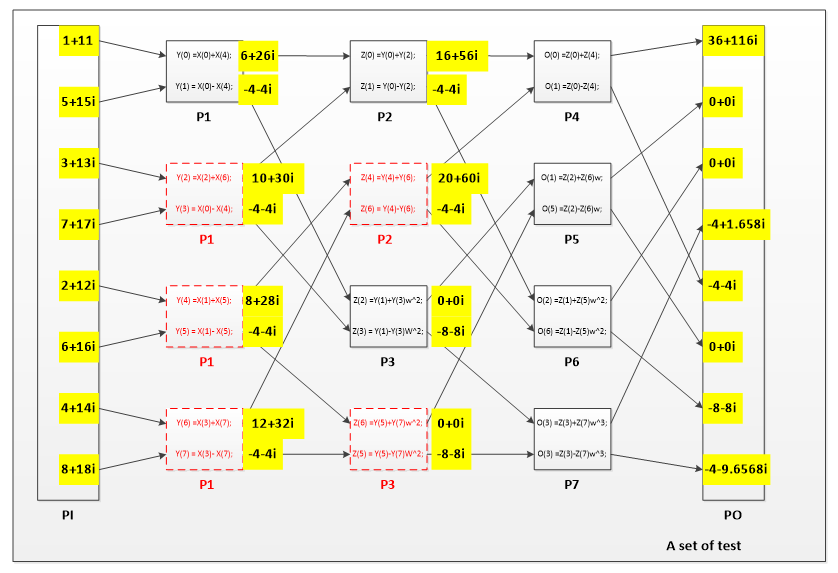 1+11
5+15i
3+13i
7+17i
2+12i
6+16i
4+14i
8+18i
PI
Y(0) =X(0)+X(4);
Y(1) = X(0)- X(4);
P1
6+26i
-4-4i
Y(2) =X(2)+X(6);
Y(3) = X(0)- X(4);
P1
10+30i
-4-4i
Y(4) =X(1)+X(5);
Y(5) = X(1)- X(5);
P1
8+28i
-4-4i
Y(6) =X(3)+X(7);
Y(7) = X(3)- X(7);
P1
12+32i
-4-4i
Z(0) =Y(0)+Y(2);
Z(1) = Y(0)-Y(2);
P2
16+56i
-4-4i
Z(4) =Y(4)+Y(6);
Z(6) = Y(4)-Y(6);
P2
20+60i
-4-4i
Z(2) =Y(1)+Y(3)w^2;
Z(3) = Y(1)-Y(3)W^2;
P3
0+0i
-8-8i
Z(6) =Y(5)+Y(7)w^2;
Z(5) = Y(5)-Y(7)W^2;
P3
0+0i
-8-8i
O(0) =Z(0)+Z(4);
O(1) =Z(0)-Z(4);
P4
O(1) =Z(2)+Z(6)w;
O(5) =Z(2)-Z(6)w;
P5
O(2) =Z(1)+Z(5)w^2;
O(6) =Z(1)-Z(5)w^2;
P6
O(3) =Z(3)+Z(7)w^3;
O(3) =Z(3)-Z(7)w^3;
P7
36+116i
0+0i
0+0i
-4+1.658i
-4-4i
0+0i
-8-8i
-4-9.6568i
PO
A set of test